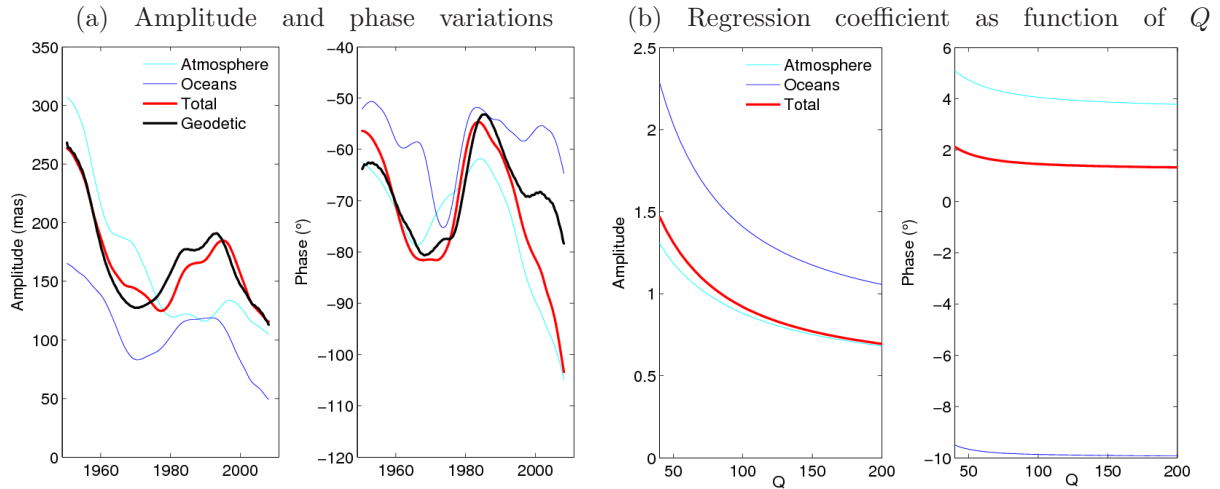 (a) Amplitude and phase variations
350
300
250
200
150
100
50
0
Amplitude (mas)
1960 1980 2000
Atmosphere
Oceans
Total
Geodetic
−40
−50
−60
−70
−80
−90
−100
−110
−120
Phase (°)
1960 1980 2000
(b) Regression coefficient as function of Q
2.5
2
1.5
1
0.5
0
Amplitude
50 100 150 200
Q
Atmosphere
Oceans
Total
6
4
2
0
−2
−4
−6
−8
−10
Phase (°)
50 100 150 200
Q